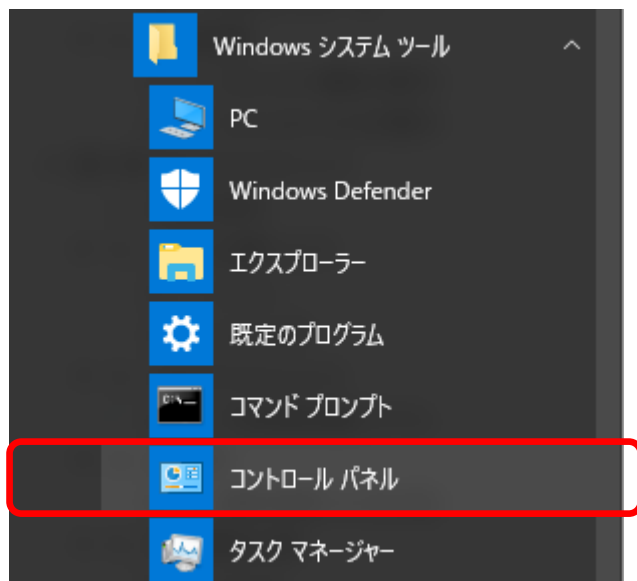 Windows システム ツール
PC
Windows Defender
エクスプローラー
既定のプログラム
コマンド プロンプト
コントロール パネル
タスク マネージャー